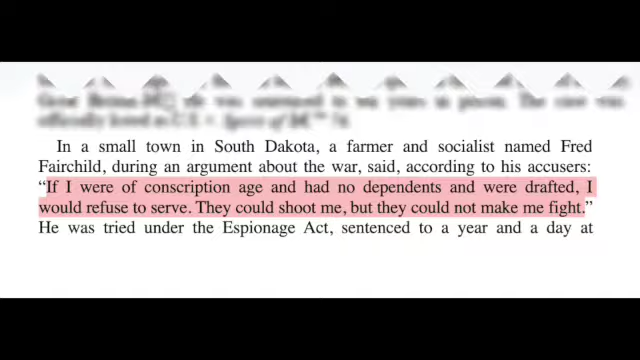 In a small town in South Dakota, a farmer and socialist named Fred
Fairchild, during an argument about the war, said, according to his accusers:
“If I were of conscription age and had no dependents and were drafted, I
would refuse to serve. They could shoot me, but they could not make me fight.”
He was tried under the Espionage Act, sentenced to a year and a day at